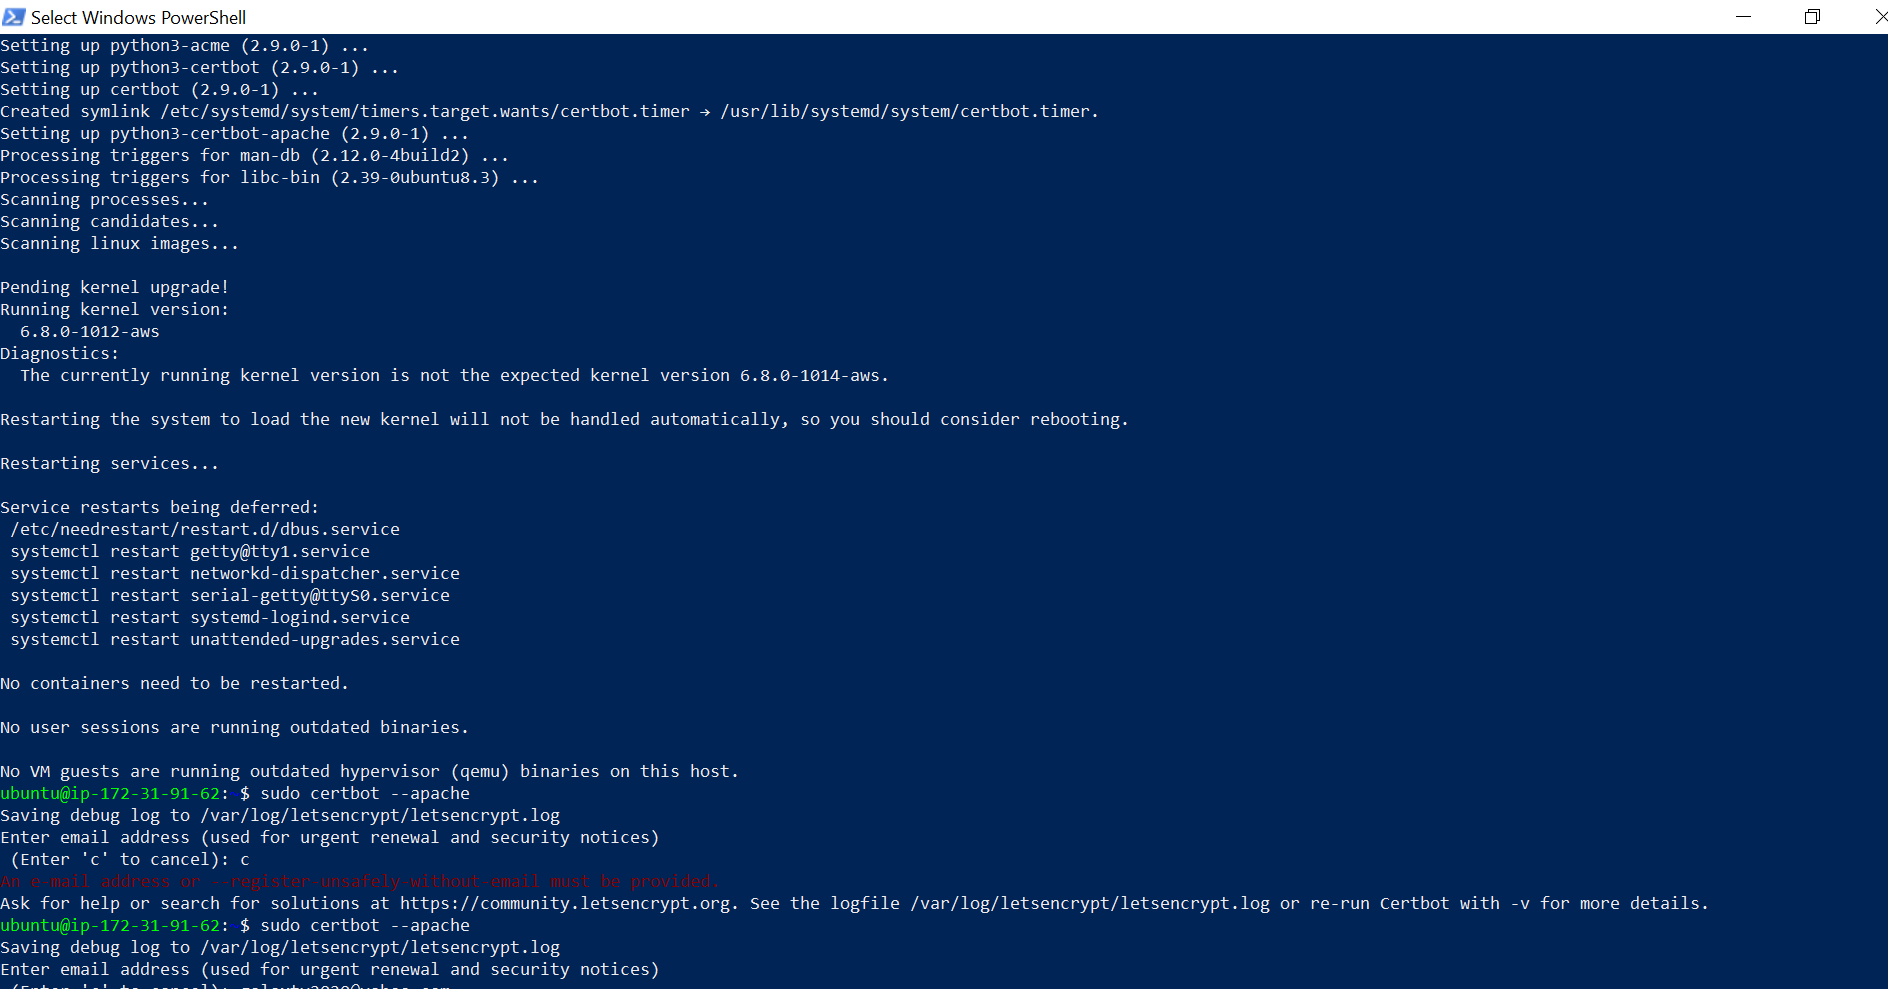 Select Windows PowerShell
Setting up python3-acme (2.9.0-1) ...
Setting up python3-certbot (2.9.0-1) ...
Setting up certbot (2.9.0-1) ...
Created symlink /etc/systemd/system/timers.target.wants/certbot.timer → /usr/lib/systemd/system/certbot.timer.
Setting up python3-certbot-apache (2.9.0-1) ...
Processing triggers for man-db (2.12.0-4build2) ...
Processing triggers for libc-bin (2.39-0ubuntu8.3) ...
Scanning processes...
Scanning candidates...
Scanning linux images...
Pending kernel upgrade!
Running kernel version:
  6.8.0-1012-aws
Diagnostics:
  The currently running kernel version is not the expected kernel version 6.8.0-1014-aws.
Restarting the system to load the new kernel will not be handled automatically, so you should consider rebooting.
Restarting services...
Service restarts being deferred:
 /etc/needrestart/restart.d/dbus.service
 systemctl restart getty@tty1.service
 systemctl restart networkd-dispatcher.service
 systemctl restart serial-getty@ttyS0.service
 systemctl restart systemd-logind.service
 systemctl restart unattended-upgrades.service
No containers need to be restarted.
No user sessions are running outdated binaries.
No VM guests are running outdated hypervisor (qemu) binaries on this host.
ubuntu@ip-172-31-91-62: $ sudo certbot --apache
Saving debug log to /var/log/letsencrypt/letsencrypt.log
Enter email address (used for urgent renewal and security notices)
 (Enter 'c' to cancel): c
An e-mail address or --register-unsafely-without-email must be provided.
Ask for help or search for solutions at https://community.letsencrypt.org. See the logfile /var/log/letsencrypt/letsencrypt.log or re-run Certbot with -v for more details.
ubuntu@ip-172-31-91-62: $ sudo certbot --apache
Saving debug log to /var/log/letsencrypt/letsencrypt.log
Enter email address (used for urgent renewal and security notices)
 (Enter 'c' to cancel):